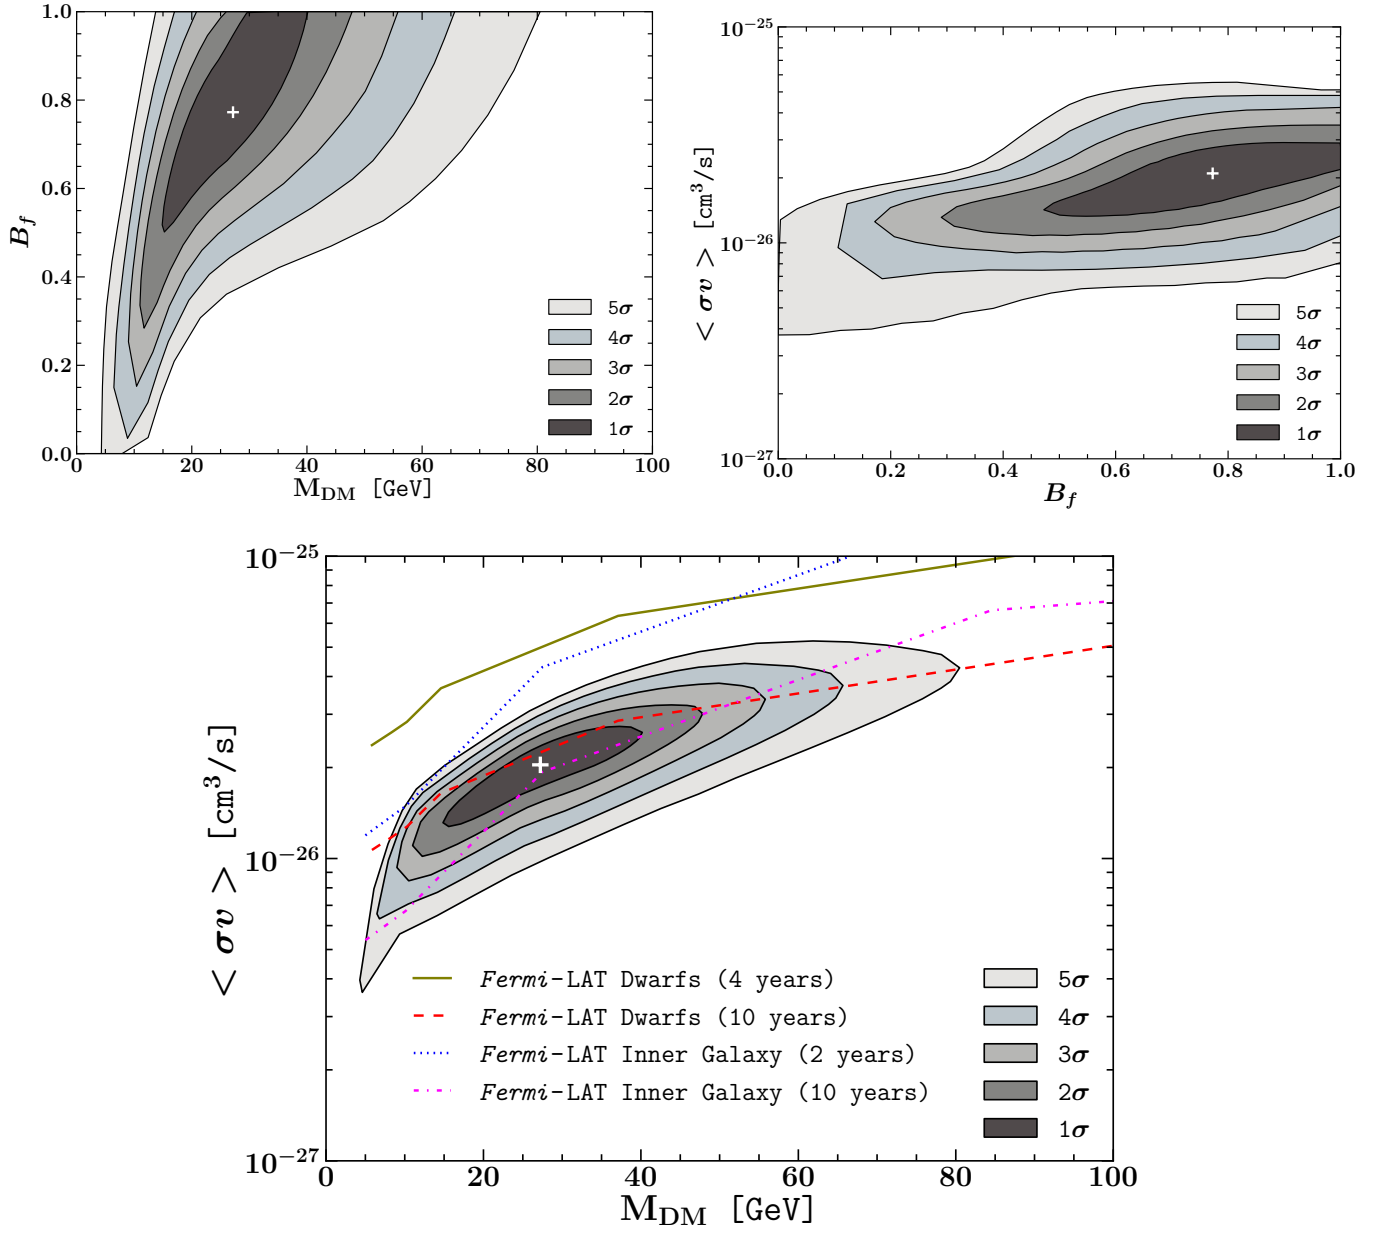 1.0
0.8
0.6
0.4
0.2
0.0
B_f
0 20 40 60 80 100
M_DM [GeV]
5σ
4σ
3σ
2σ
1σ
10^−25
10^−26
10^−27
< σv > [cm^3/s]
0.0 0.2 0.4 0.6 0.8 1.0
B_f
5σ
4σ
3σ
2σ
1σ
10^−25
10^−26
10^−27
< σv > [cm^3/s]
0 20 40 60 80 100
M_DM [GeV]
Fermi-LAT Dwarfs (4 years)
Fermi-LAT Dwarfs (10 years)
Fermi-LAT Inner Galaxy (2 years)
Fermi-LAT Inner Galaxy (10 years)
5σ
4σ
3σ
2σ
1σ